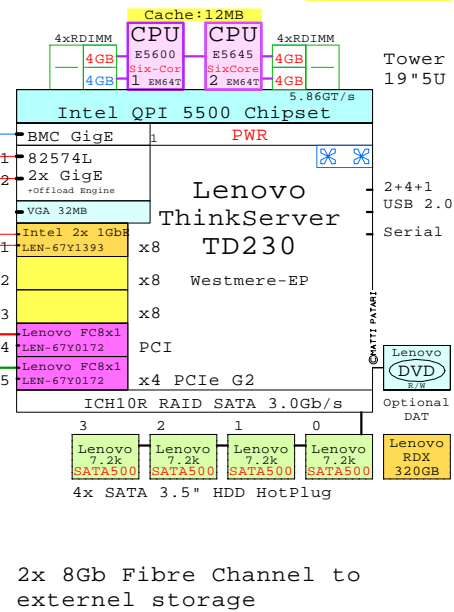 Cache:12MB
4xRDIMM CPU CPU 4xRDIMM
4GB E5600 E5645 4GB
Six-Cor SixCore
4GB 1 EM64T 2 EM64T 4GB
Tower
19"5U
5.86GT/s
Intel QPI 5500 Chipset
BMC GigE 1 PWR
1 82574L
2 2x GigE
+Offload Engine
VGA 32MB
Lenovo
ThinkServer
TD230
Westmere-EP
2+4+1
USB 2.0
Serial
Intel 2x 1GbE
1 LEN-67Y1393 x8
2 x8
3 x8
Lenovo FC8x1
4 LEN-67Y0172 PCI
Lenovo FC8x1
5 LEN-67Y0172 x4 PCIe G2
©MATTI PATARI
Lenovo
DVD
R/W
ICH10R RAID SATA 3.0Gb/s
Optional
DAT
3 2 1 0
Lenovo Lenovo Lenovo Lenovo
7.2k 7.2k 7.2k 7.2k
SATA500 SATA500 SATA500 SATA500
Lenovo
RDX
320GB
4x SATA 3.5" HDD HotPlug
2x 8Gb Fibre Channel to
externel storage